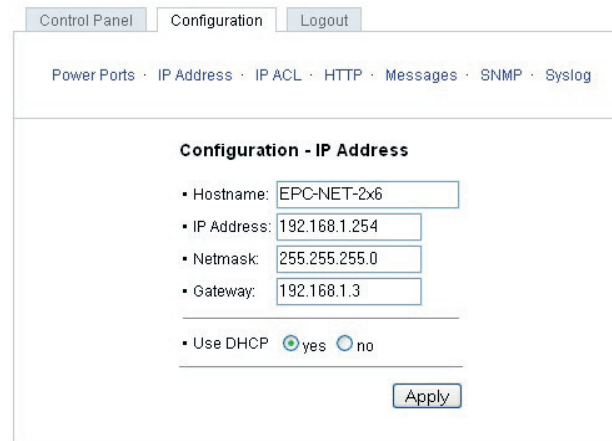 Control Panel Configuration Logout
Power Ports · IP Address · IP ACL · HTTP · Messages · SNMP · Syslog
Configuration - IP Address
▪ Hostname: EPC-NET-2x6
▪ IP Address: 192.168.1.254
▪ Netmask: 255.255.255.0
▪ Gateway: 192.168.1.3
▪ Use DHCP yes no
Apply